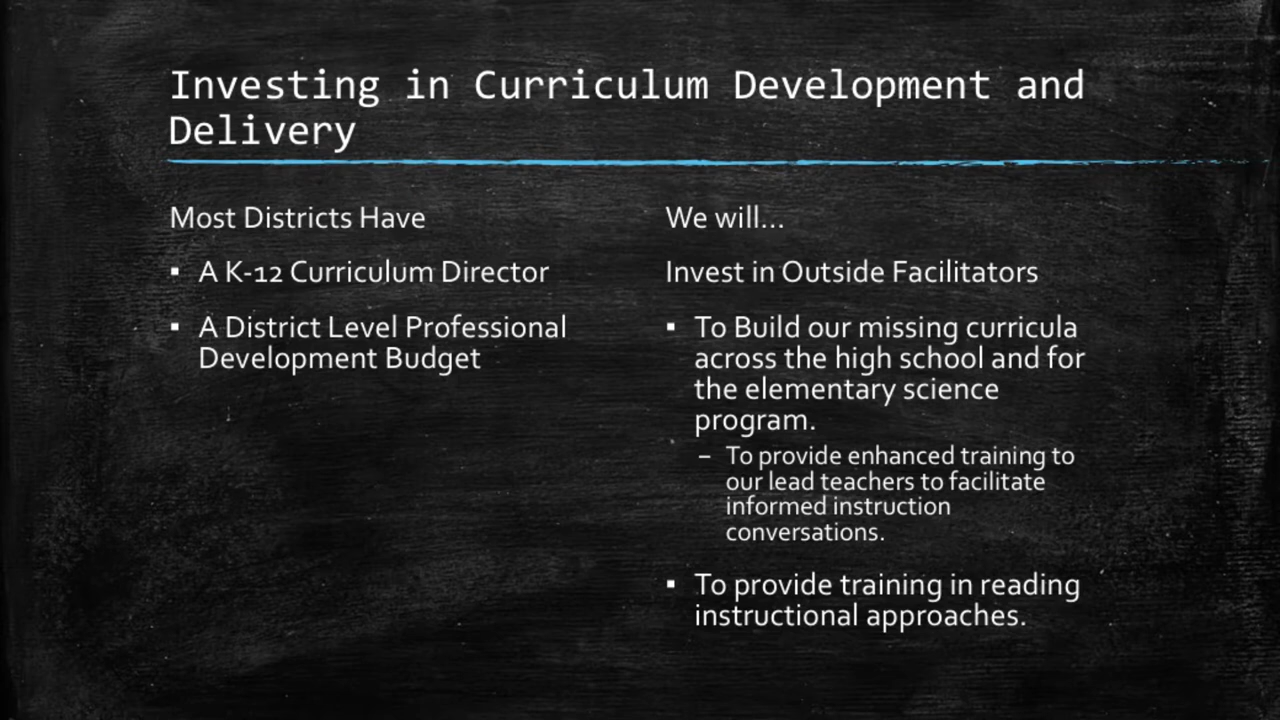 Investing in Curriculum Development and
Delivery
Most Districts Have
▪ A K-12 Curriculum Director
▪ A District Level Professional
Development Budget
We will…
Invest in Outside Facilitators
▪ To Build our missing curricula
across the high school and for
the elementary science
program.
– To provide enhanced training to
our lead teachers to facilitate
informed instruction
conversations.
▪ To provide training in reading
instructional approaches.